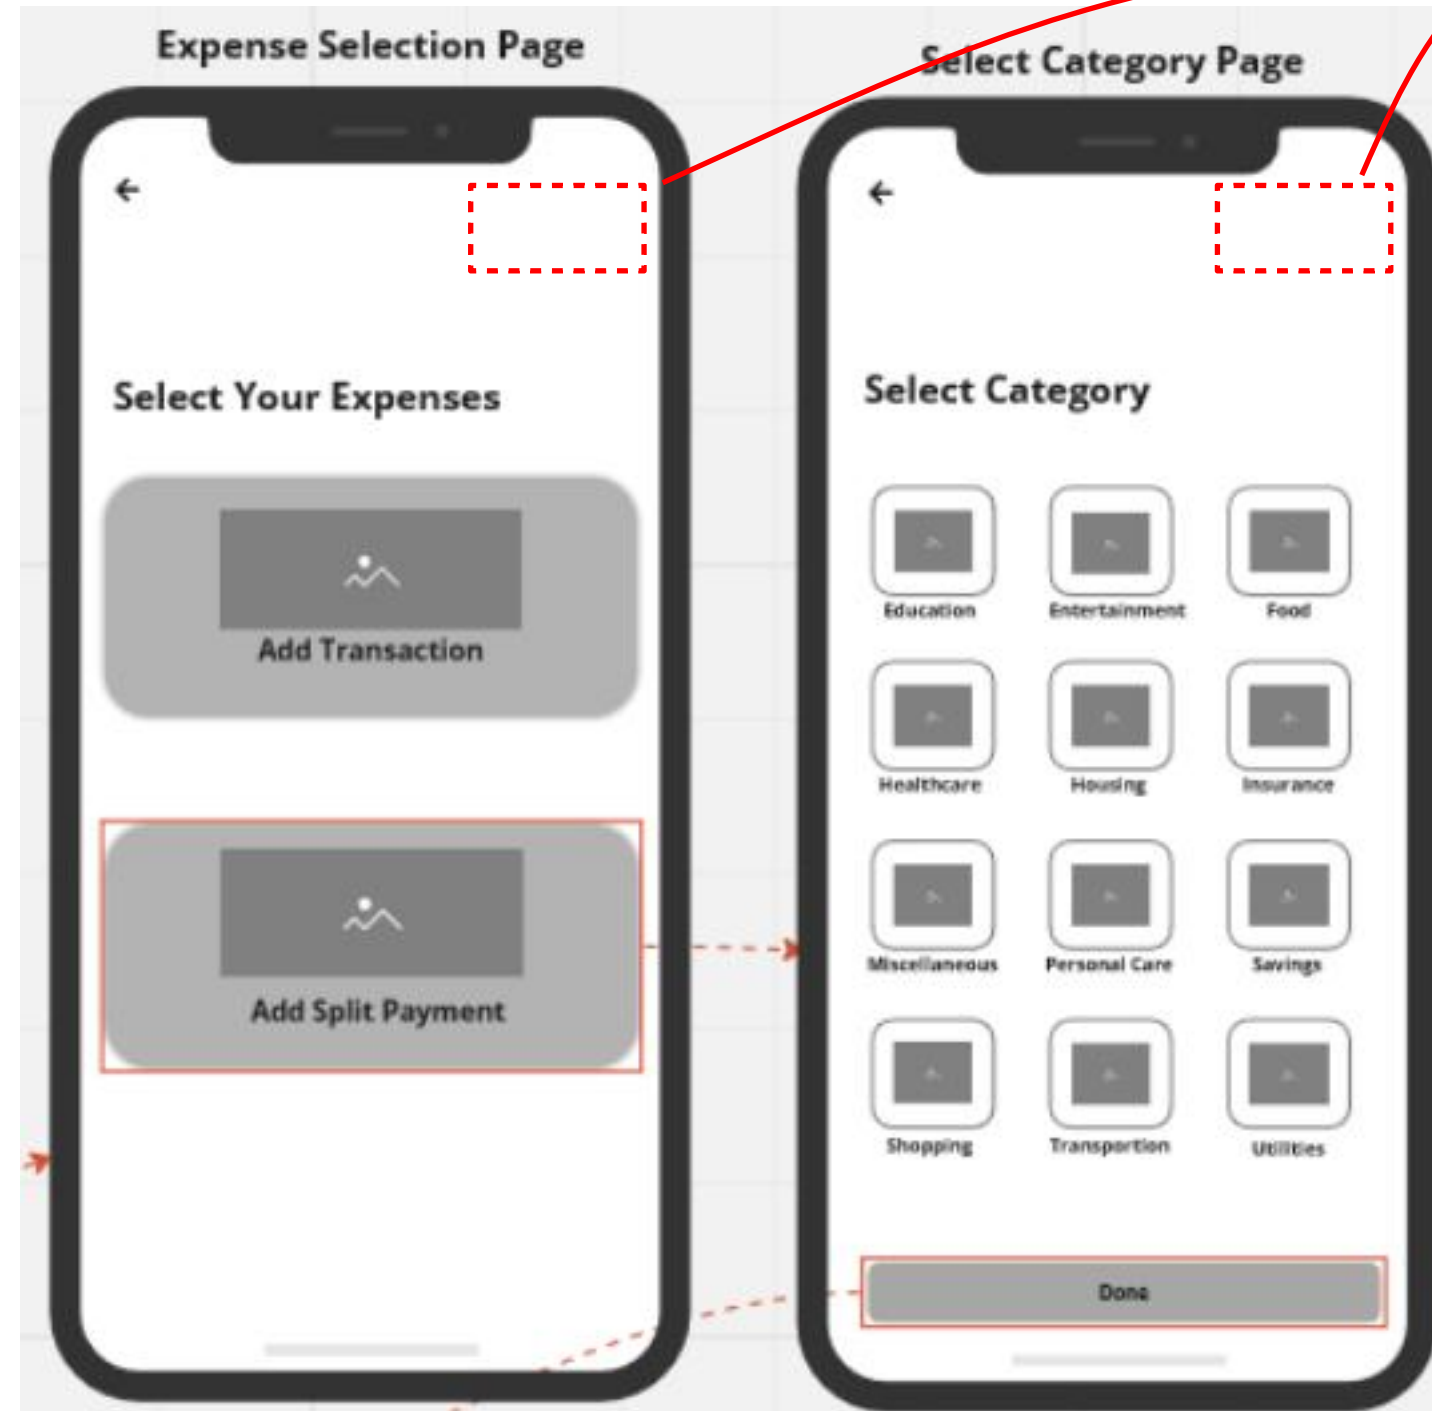 Expense Selection Page
Select Category Page
Select Your Expenses
Add Transaction
Add Split Payment
Select Category
Education Entertainment Food
Healthcare Housing Insurance
Miscellaneous Personal Care Savings
Shopping Transportion Utilities
Done